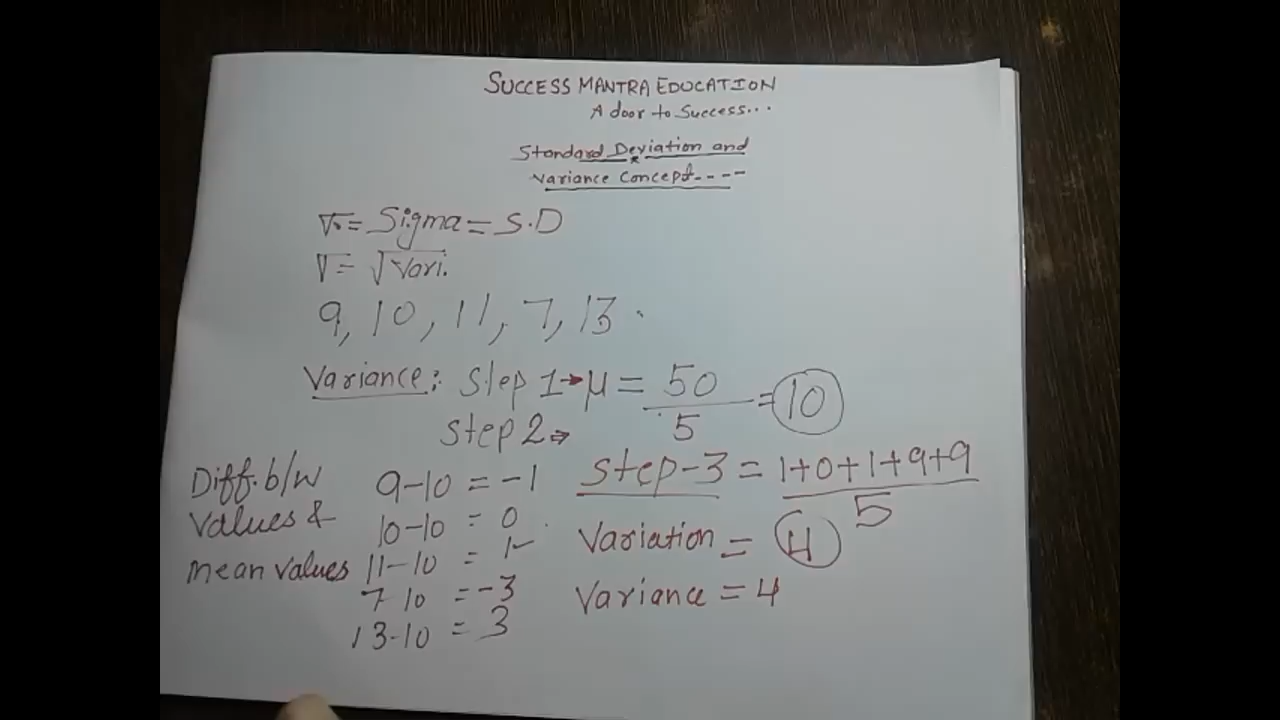 SUCCESS MANTRA EDUCATION
A door to Success...
Standard Deviation and
Variance Concept----
σ = Sigma = S.D
σ = √Vari.
9, 10, 11, 7, 13
Variance: Step 1→ μ = 50/5 = 10
Step 2⇒
Diff. b/w Values & mean values
9-10 = -1
10-10 = 0
11-10 = 1
7-10 = -3
13-10 = 3
Step-3 = 1+0+1+9+9/5
Variation = 4
Variance = 4